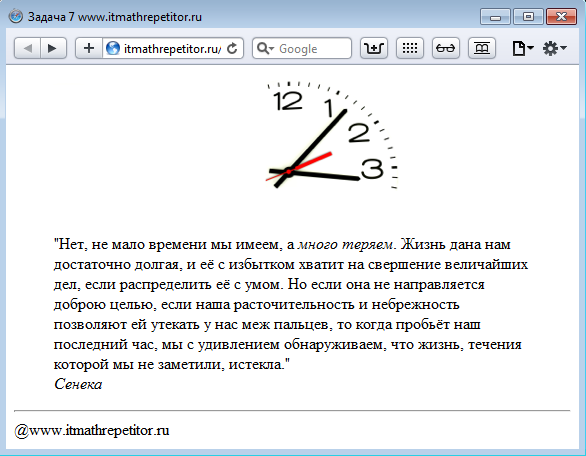 Задача 7 www.itmathrepetitor.ru
itmathrepetitor.ru/
Google
12
1
2
3
"Нет, не мало времени мы имеем, а много теряем. Жизнь дана нам
достаточно долгая, и её с избытком хватит на свершение величайших
дел, если распределить её с умом. Но если она не направляется
доброю целью, если наша расточительность и небрежность
позволяют ей утекать у нас меж пальцев, то когда пробьёт наш
последний час, мы с удивлением обнаруживаем, что жизнь, течения
которой мы не заметили, истекла."
Сенека
@www.itmathrepetitor.ru